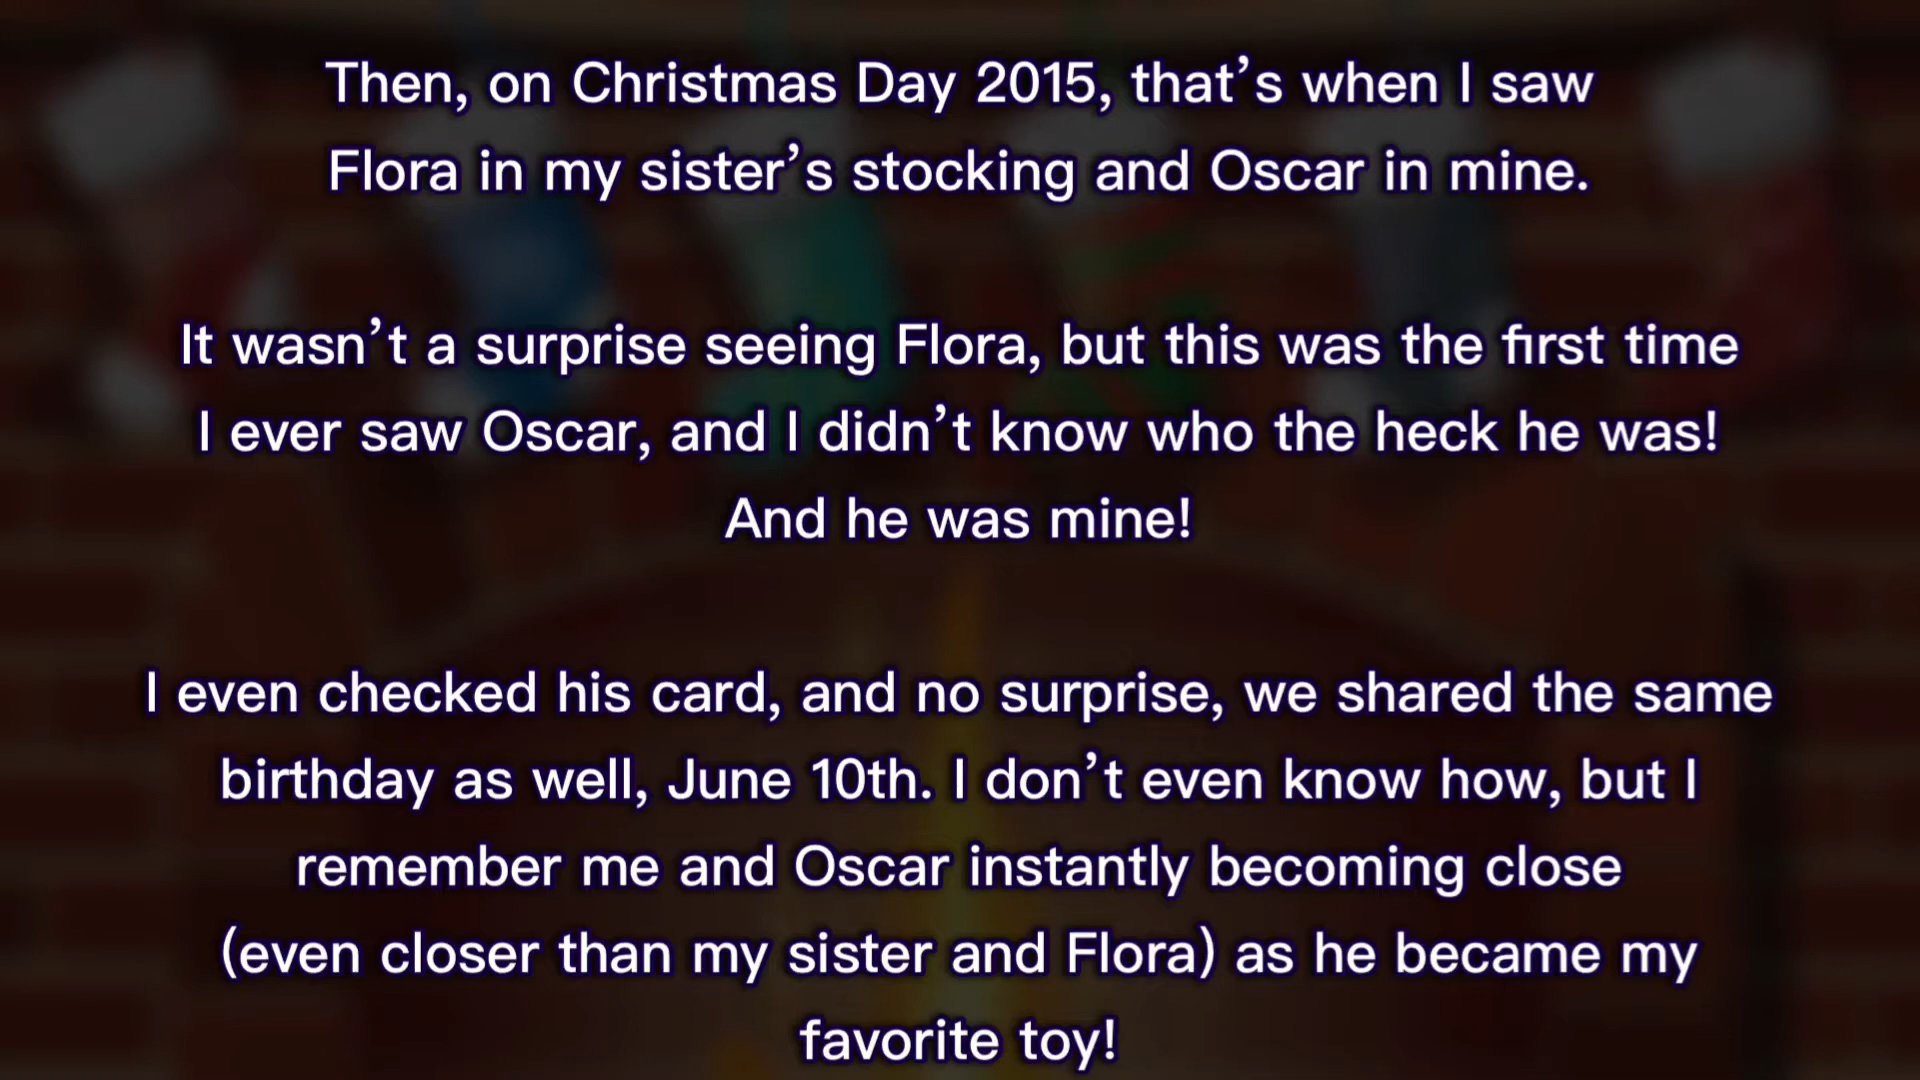 Then, on Christmas Day 2015, that’s when I saw
Flora in my sister’s stocking and Oscar in mine.
It wasn’t a surprise seeing Flora, but this was the first time
I ever saw Oscar, and I didn’t know who the heck he was!
And he was mine!
I even checked his card, and no surprise, we shared the same
birthday as well, June 10th. I don’t even know how, but I
remember me and Oscar instantly becoming close
(even closer than my sister and Flora) as he became my
favorite toy!